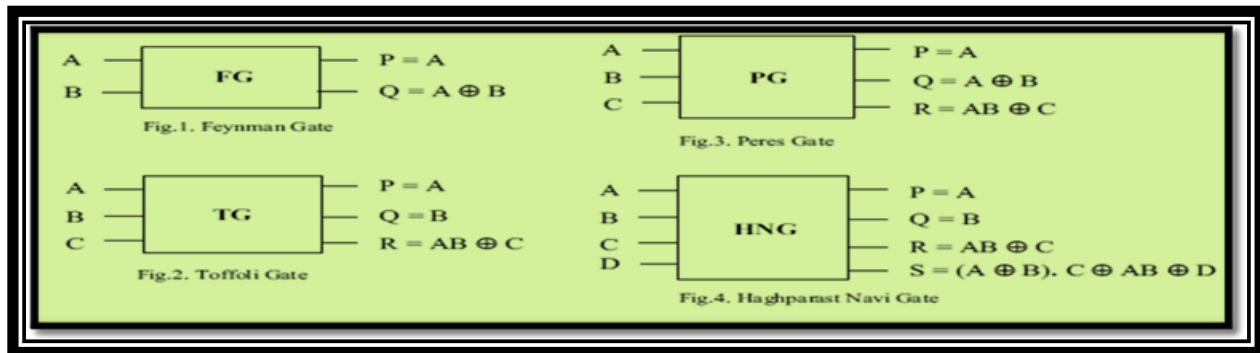 A
B
FG
P = A
Q = A ⊕ B
Fig.1. Feynman Gate
A
B
C
PG
P = A
Q = A ⊕ B
R = AB ⊕ C
Fig.3. Peres Gate
A
B
C
TG
P = A
Q = B
R = AB ⊕ C
Fig.2. Toffoli Gate
A
B
C
D
HNG
P = A
Q = B
R = AB ⊕ C
S = (A ⊕ B). C ⊕ AB ⊕ D
Fig.4. Haghparast Navi Gate